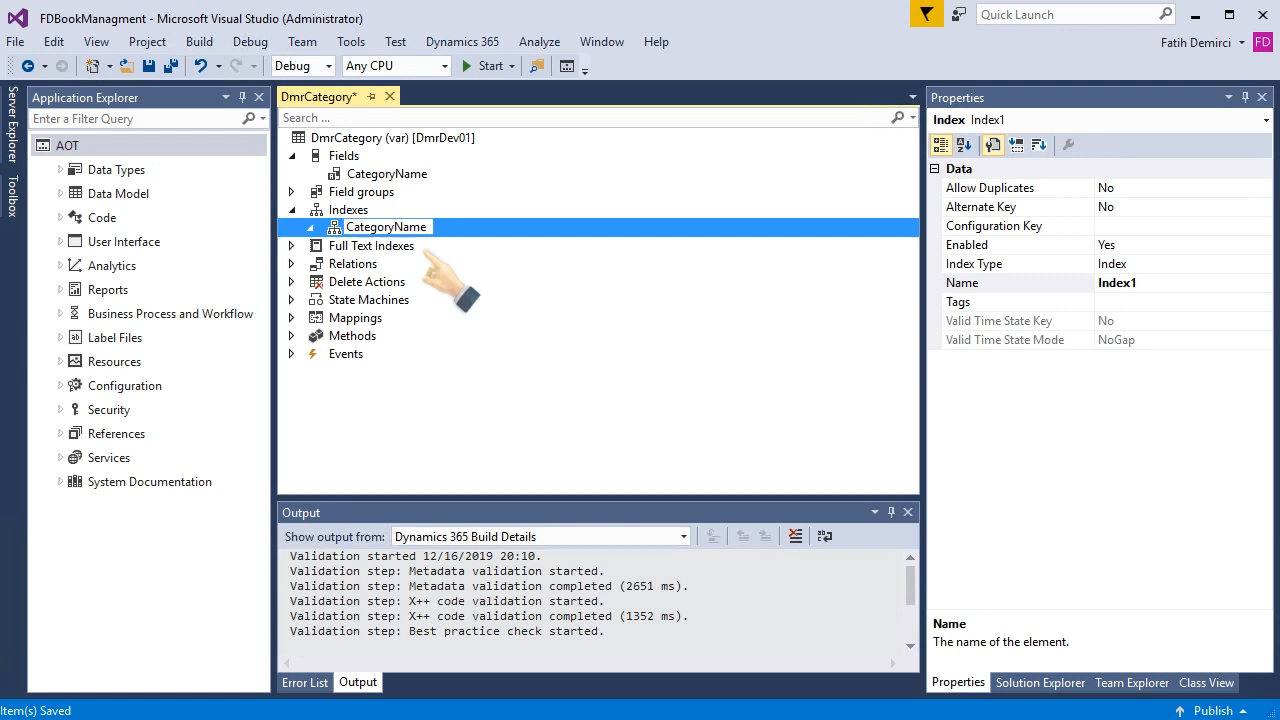 FDBookManagment - Microsoft Visual Studio (Administrator)
Quick Launch
File Edit View Project Build Debug Team Tools Test Dynamics 365 Analyze Window Help
Fatih Demirci FD
Debug Any CPU Start
Server Explorer
Toolbox
Application Explorer
Enter a Filter Query
AOT
Data Types
Data Model
Code
User Interface
Analytics
Reports
Business Process and Workflow
Label Files
Resources
Configuration
Security
References
Services
System Documentation
DmrCategory*
Search ...
DmrCategory (var) [DmrDev01]
Fields
CategoryName
Field groups
Indexes
CategoryName
Full Text Indexes
Relations
Delete Actions
State Machines
Mappings
Methods
Events
Output
Show output from: Dynamics 365 Build Details
Validation started 12/16/2019 20:10.
Validation step: Metadata validation started.
Validation step: Metadata validation completed (2651 ms).
Validation step: X++ code validation started.
Validation step: X++ code validation completed (1352 ms).
Validation step: Best practice check started.
Error List Output
Properties
Index Index1
Data
Allow Duplicates No
Alternate Key No
Configuration Key
Enabled Yes
Index Type Index
Name Index1
Tags
Valid Time State Key No
Valid Time State Mode NoGap
Name
The name of the element.
Properties Solution Explorer Team Explorer Class View
Item(s) Saved
Publish